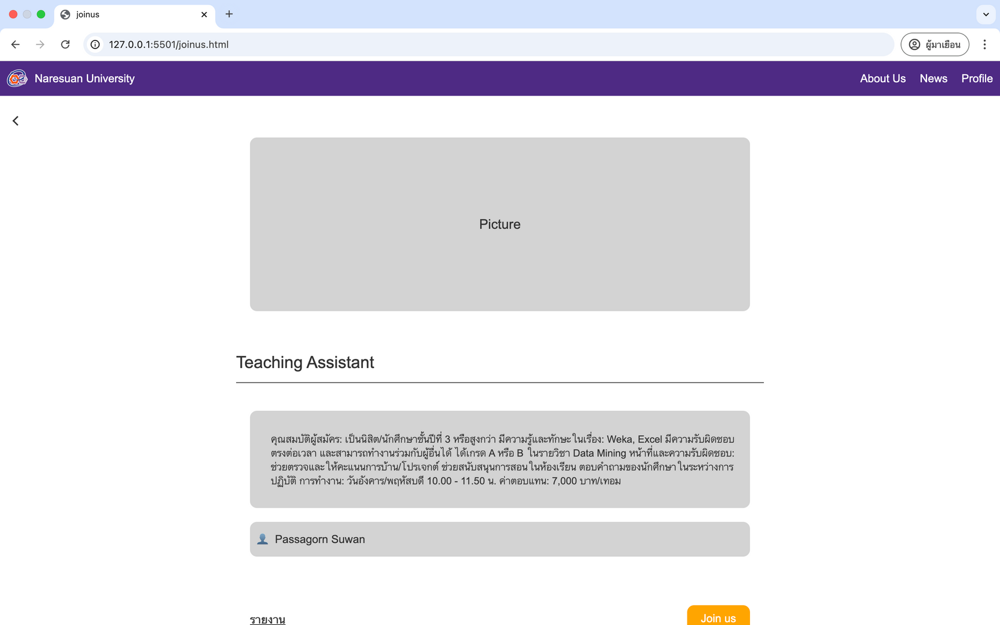 joinus
127.0.0.1:5501/joinus.html
ผู้มาเยือน
Naresuan University
About Us News Profile
Picture
Teaching Assistant
คุณสมบัติผู้สมัคร: เป็นนิสิต/นักศึกษาชั้นปีที่ 3 หรือสูงกว่า มีความรู้และทักษะในเรื่อง: Weka, Excel มีความรับผิดชอบ
ตรงต่อเวลา และสามารถทำงานร่วมกับผู้อื่นได้ ได้เกรด A หรือ B ในรายวิชา Data Mining หน้าที่และความรับผิดชอบ:
ช่วยตรวจและให้คะแนนการบ้าน/โปรเจกต์ ช่วยสนับสนุนการสอนในห้องเรียน ตอบคำถามของนักศึกษาในระหว่างการ
ปฏิบัติ การทำงาน: วันอังคาร/พฤหัสบดี 10.00 - 11.50 น. ค่าตอบแทน: 7,000 บาท/เทอม
Passagorn Suwan
รายงาน
Join us